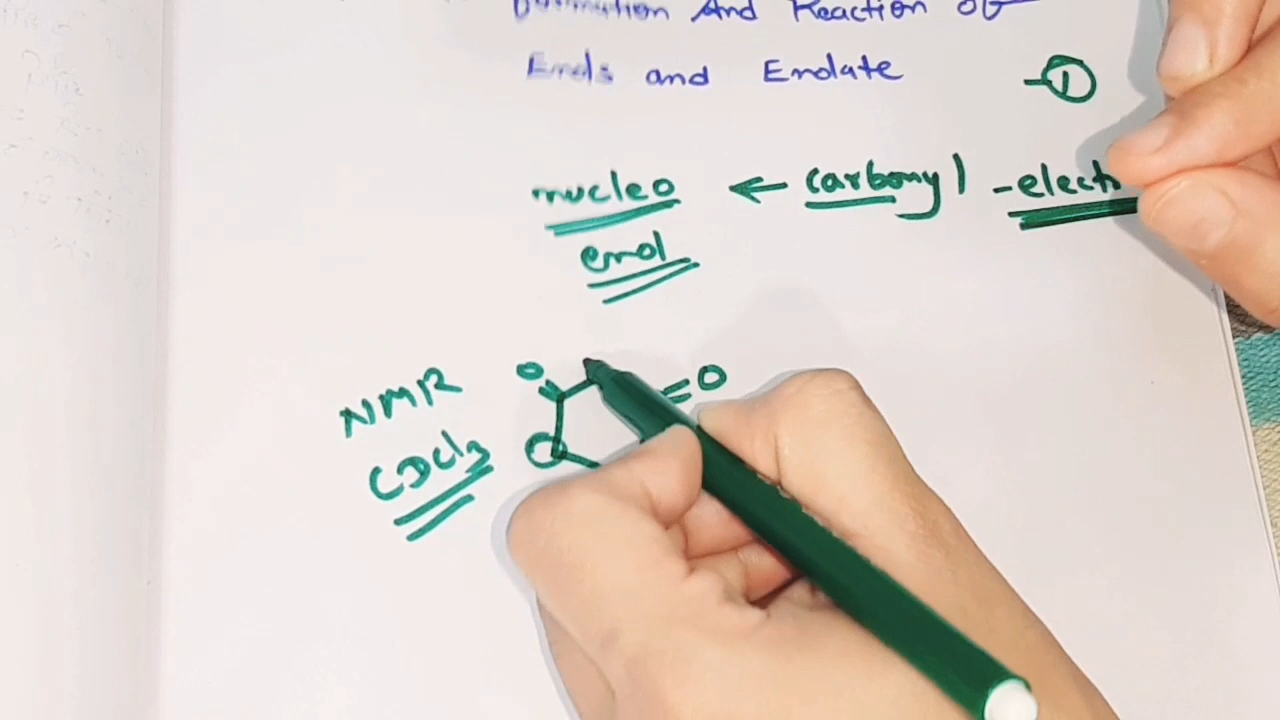 And Reaction of
Enols and Enolate
①
nucleo ← carbonyl - elect
enol
NMR
CDCl3
O
O